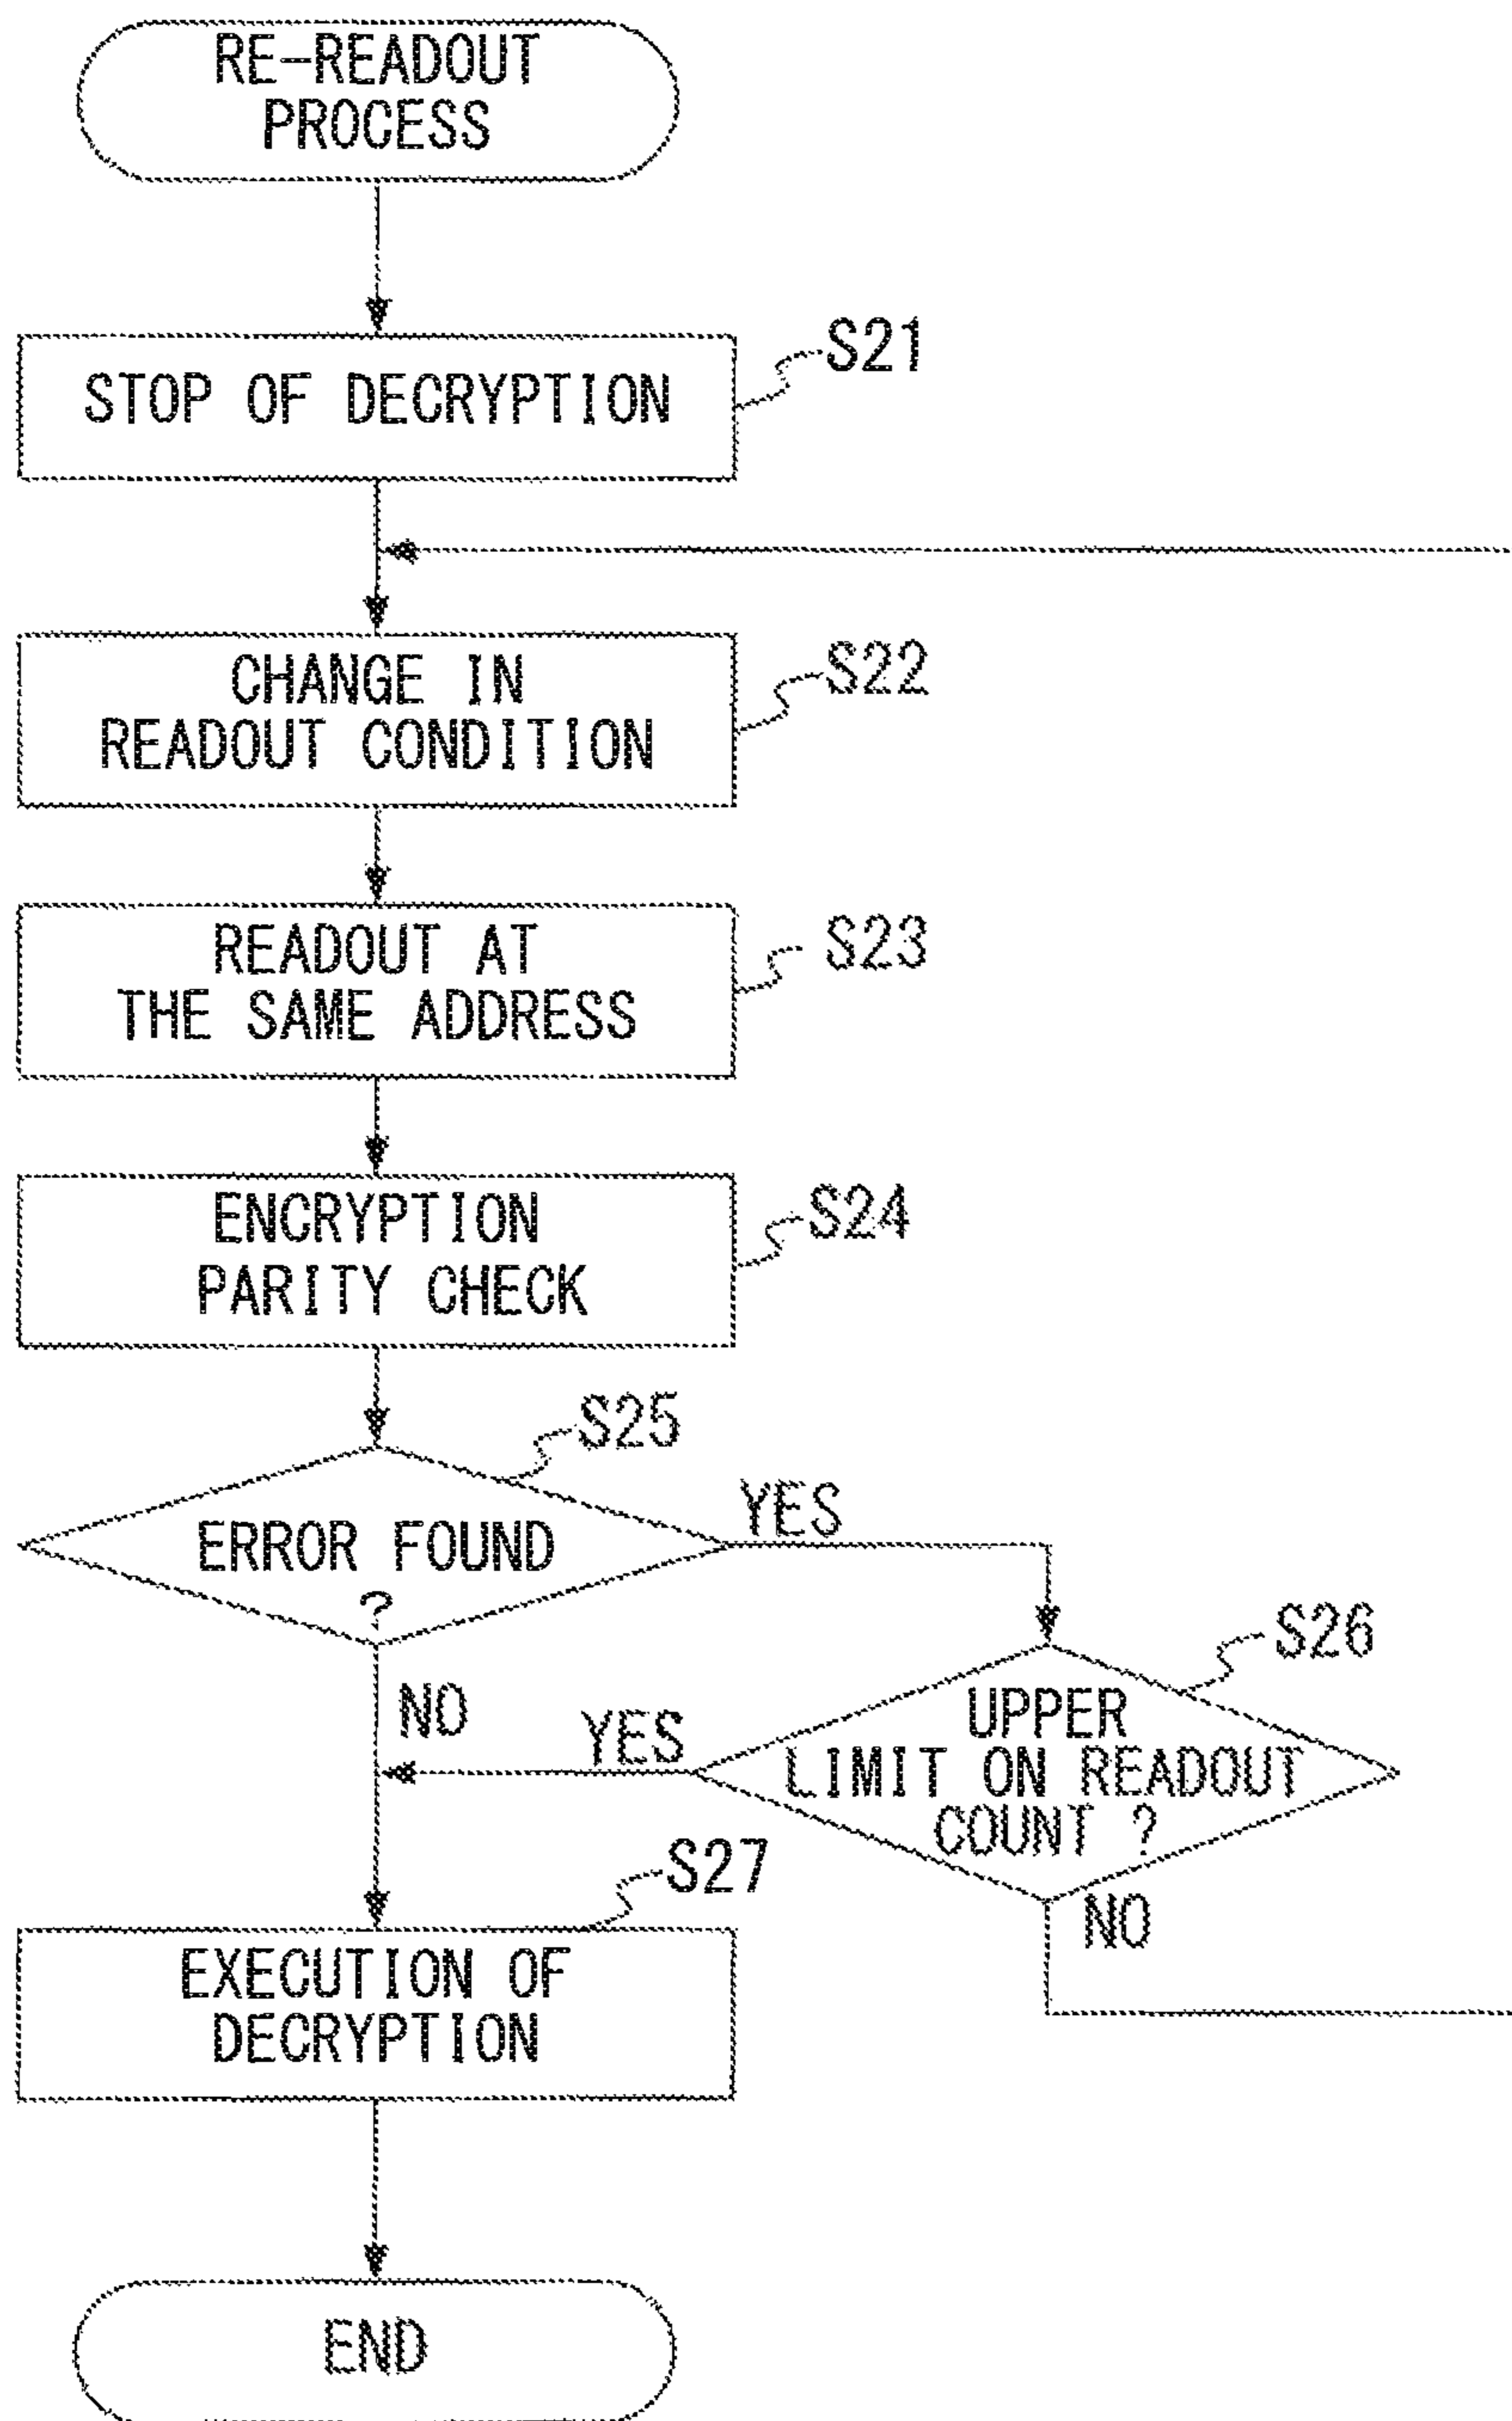 RE-READOUT
PROCESS
STOP OF DECRYPTION
S21
CHANGE IN
READOUT CONDITION
S22
READOUT AT
THE SAME ADDRESS
S23
ENCRYPTION
PARITY CHECK
S24
S25
ERROR FOUND
?
YES
NO
S26
UPPER
LIMIT ON READOUT
COUNT ?
YES
NO
S27
EXECUTION OF
DECRYPTION
END